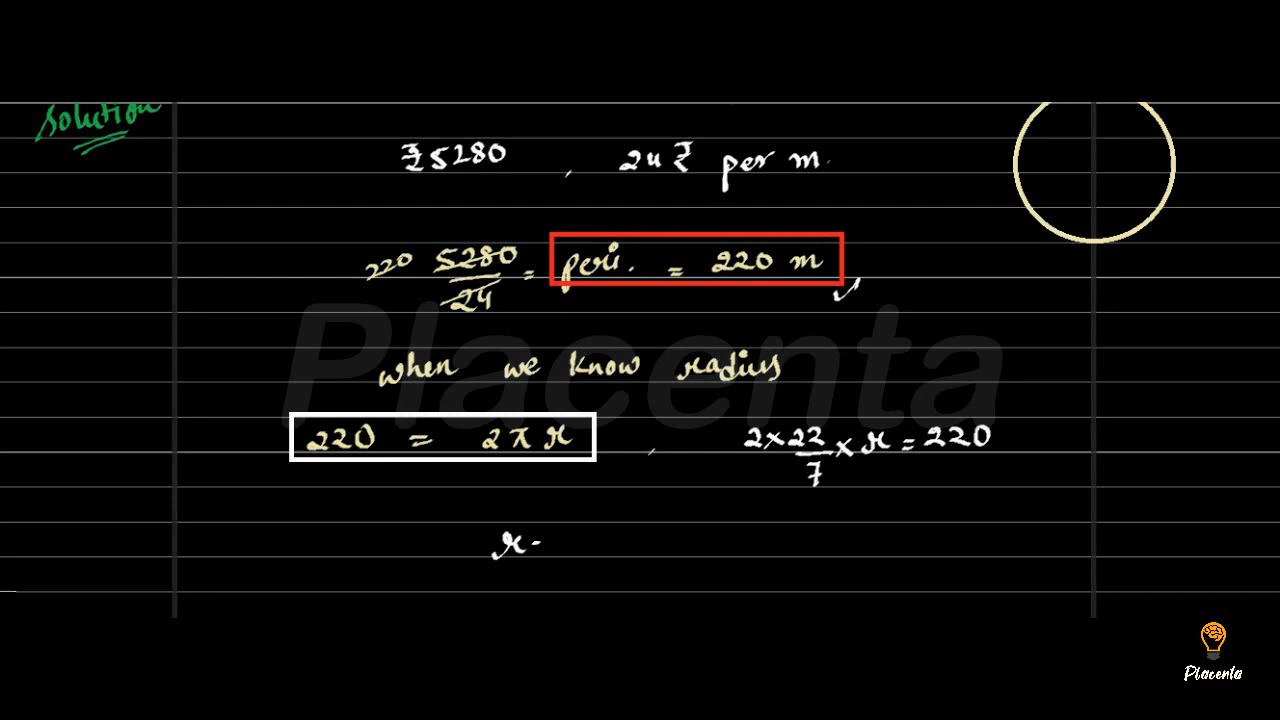 Solution
₹5280 , 24₹ per m.
220 5280/24 = peri. = 220 m
when we know radius
220 = 2πr , 2×22/7×r=220
r=
Placenta
Placenta